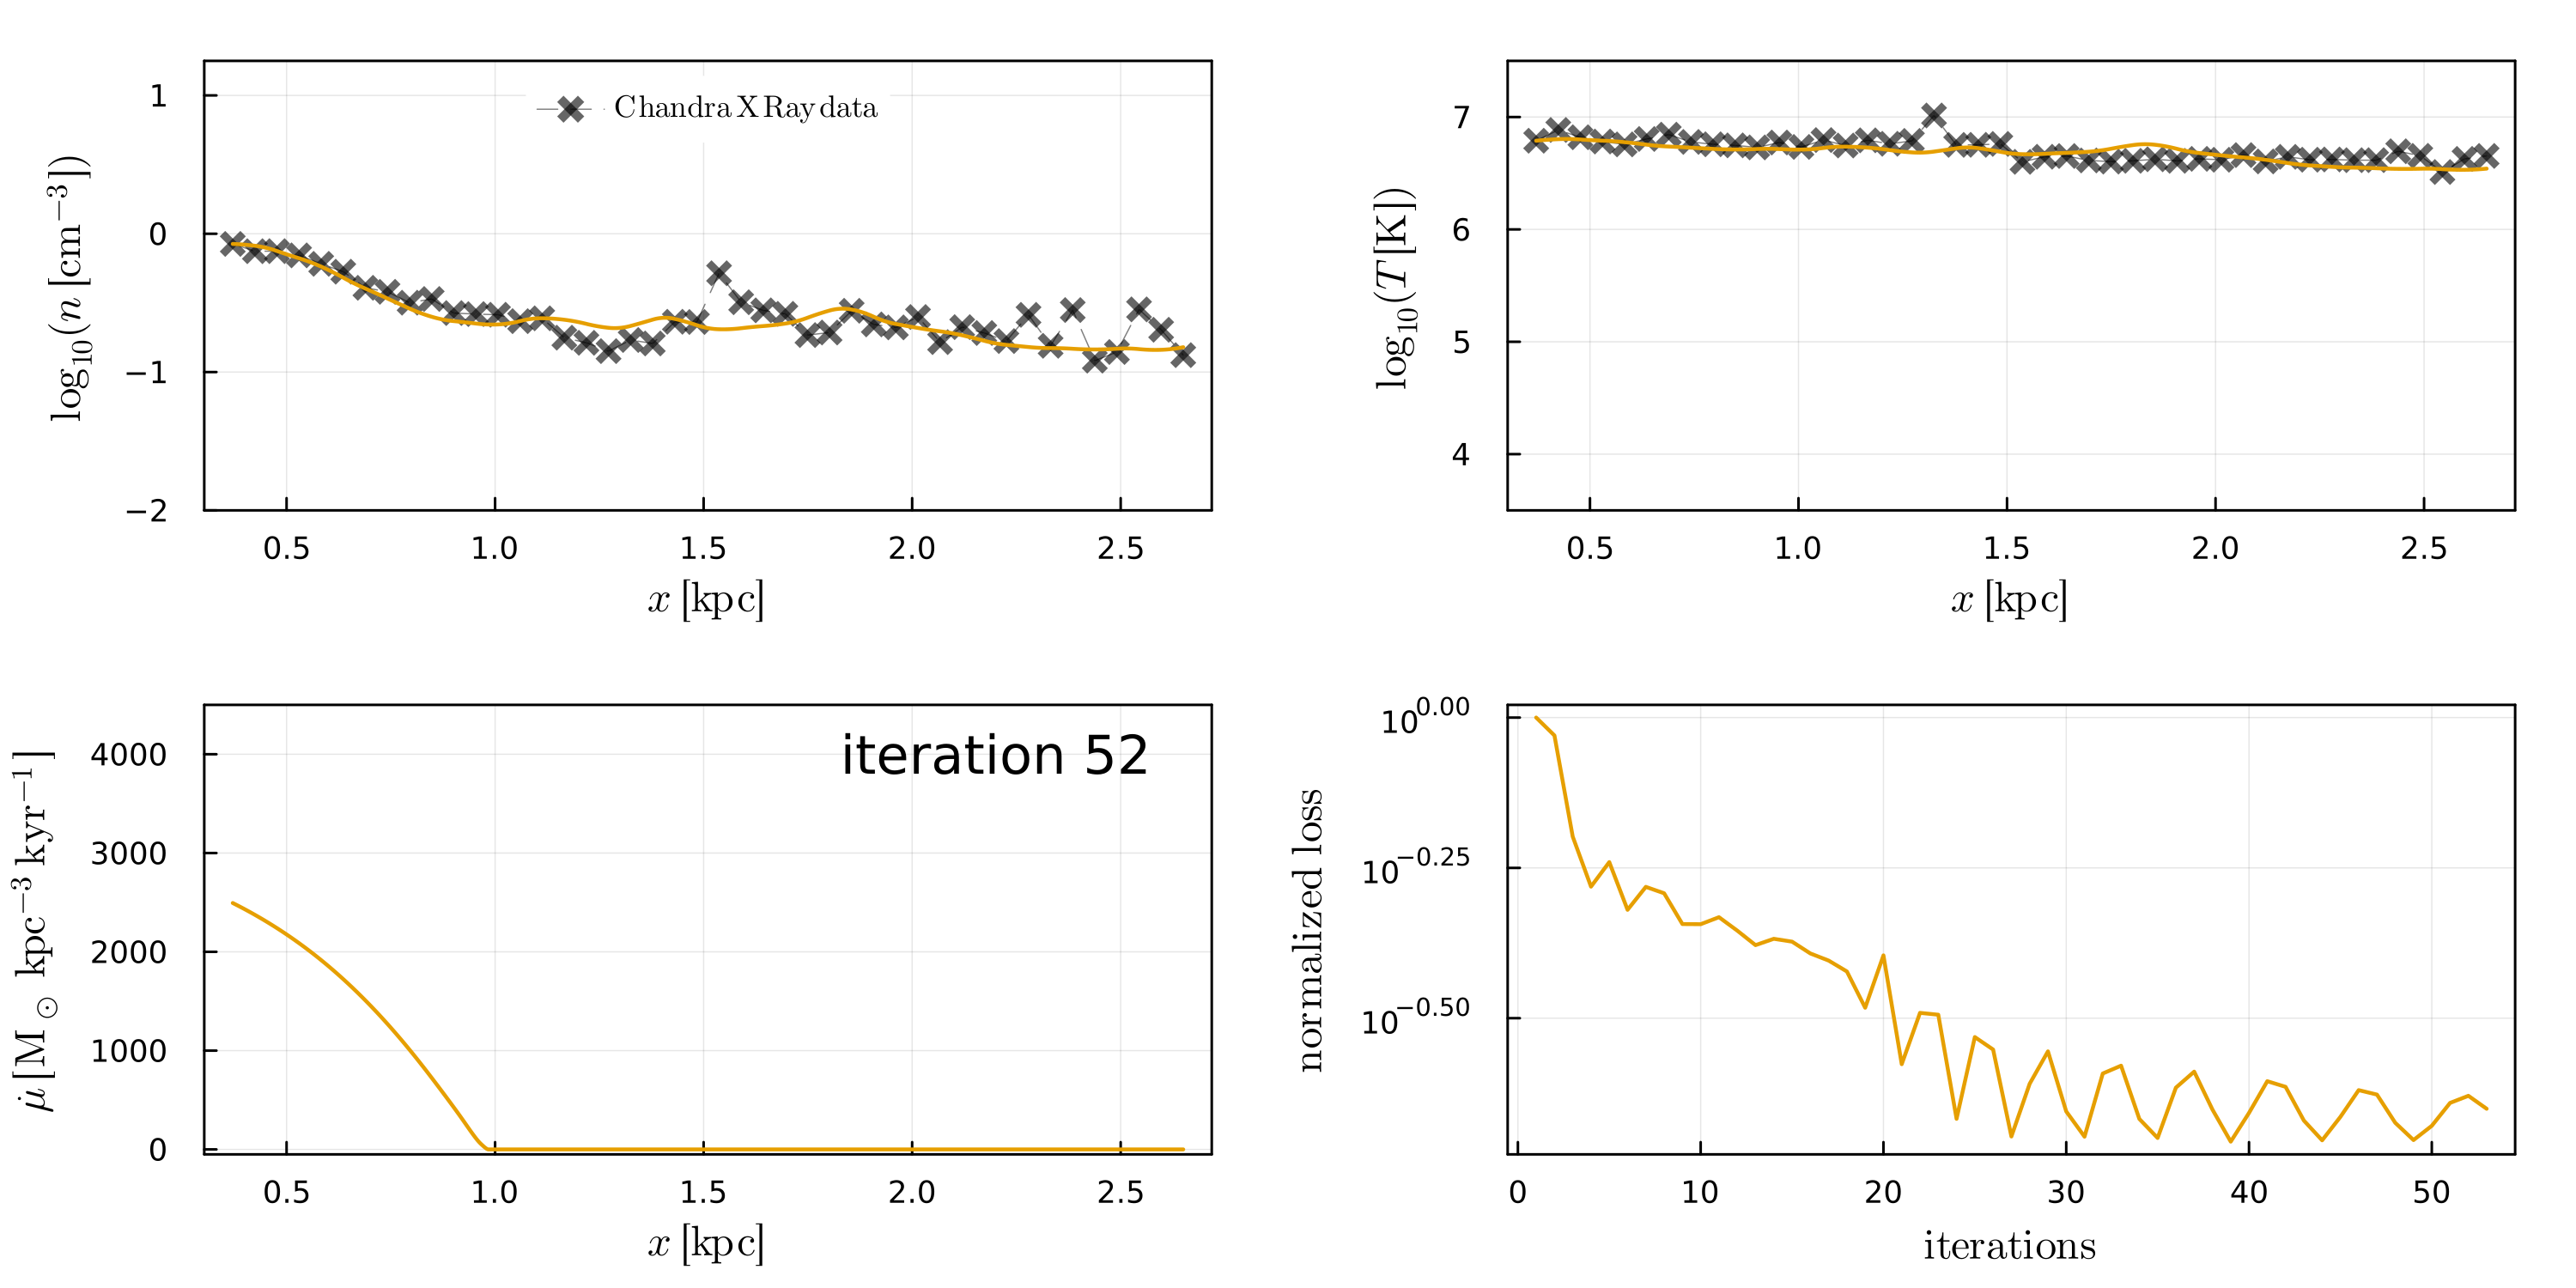 log₁₀(n [cm⁻³])
1
0
−1
−2
Chandra X Ray data
0.5 1.0 1.5 2.0 2.5
x [kpc]
log₁₀(T [K])
7
6
5
4
0.5 1.0 1.5 2.0 2.5
x [kpc]
μ̇ [M⊙ kpc⁻³ kyr⁻¹]
4000
3000
2000
1000
0
iteration 52
0.5 1.0 1.5 2.0 2.5
x [kpc]
normalized loss
10⁰·⁰⁰
10⁻⁰·²⁵
10⁻⁰·⁵⁰
0 10 20 30 40 50
iterations